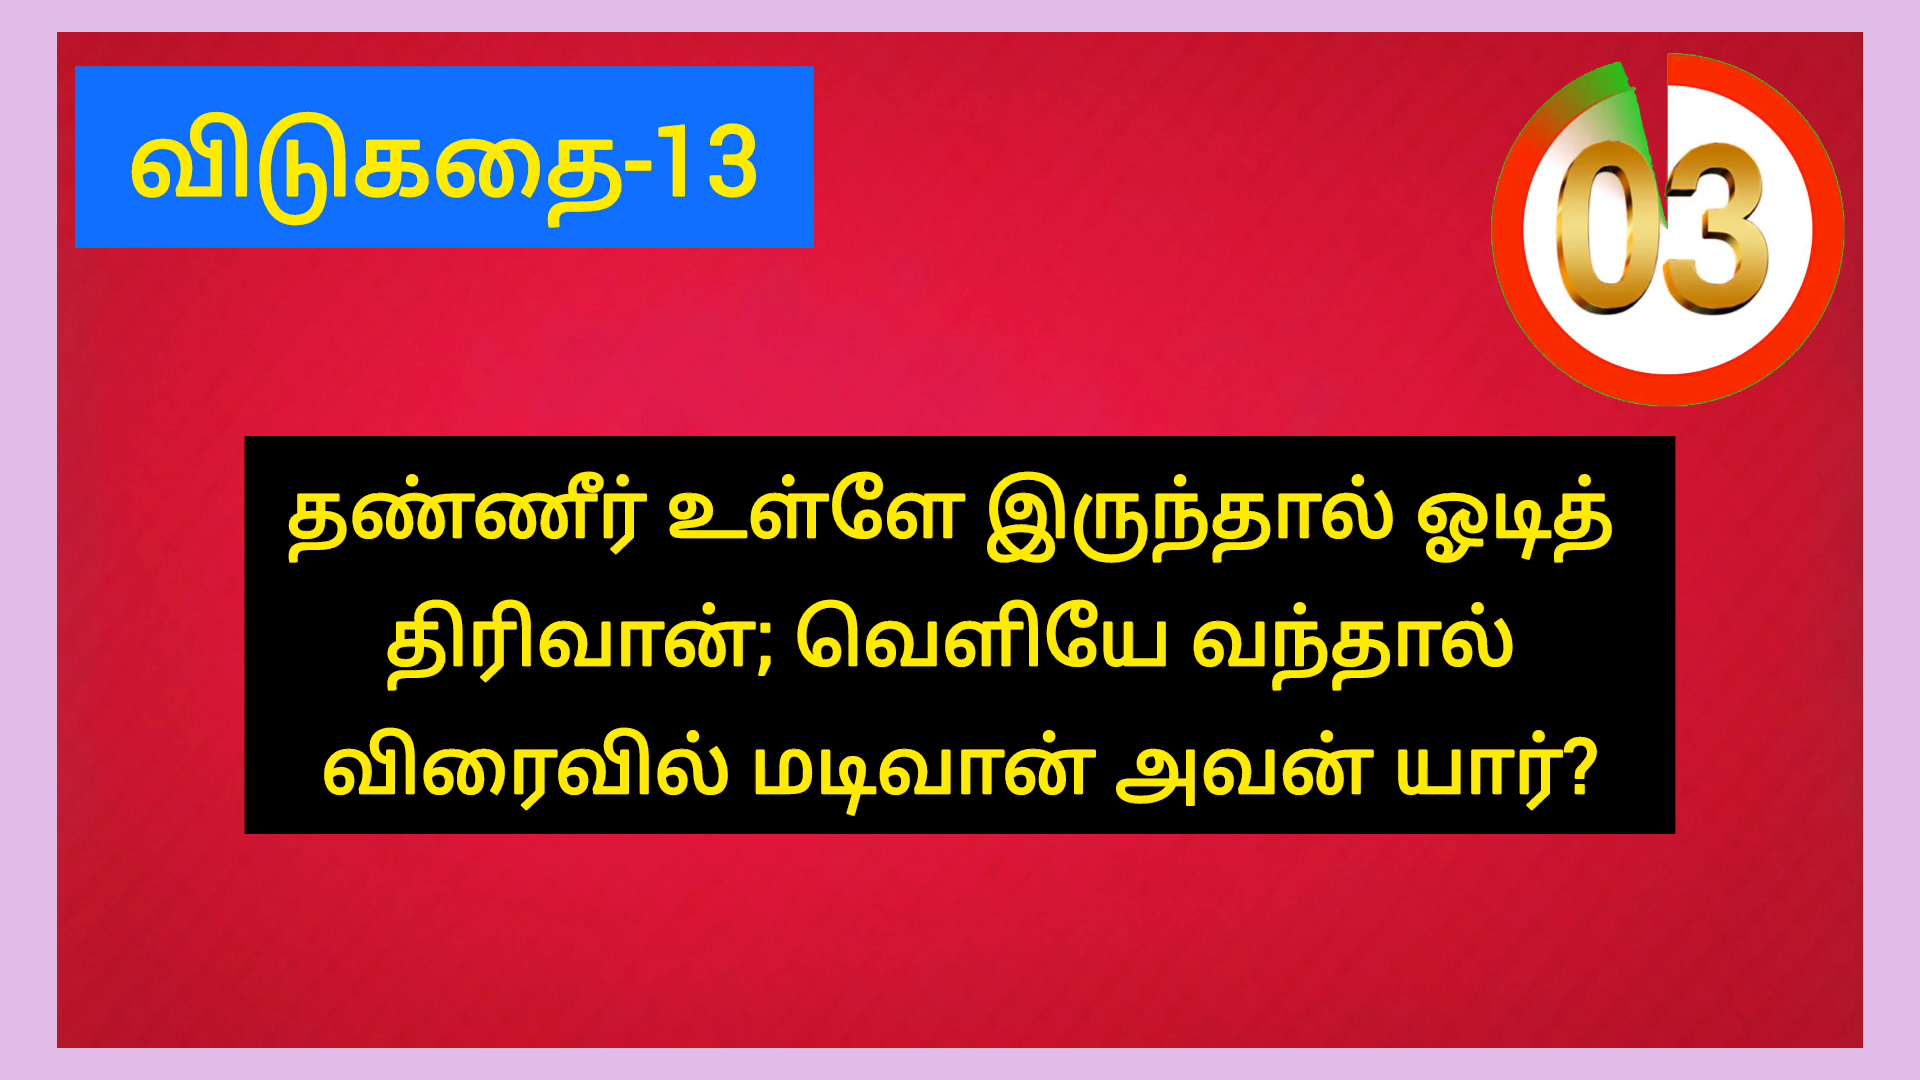 விடுகதை-13
03
தண்ணீர் உள்ளே இருந்தால் ஓடித்
திரிவான்; வெளியே வந்தால்
விரைவில் மடிவான் அவன் யார்?